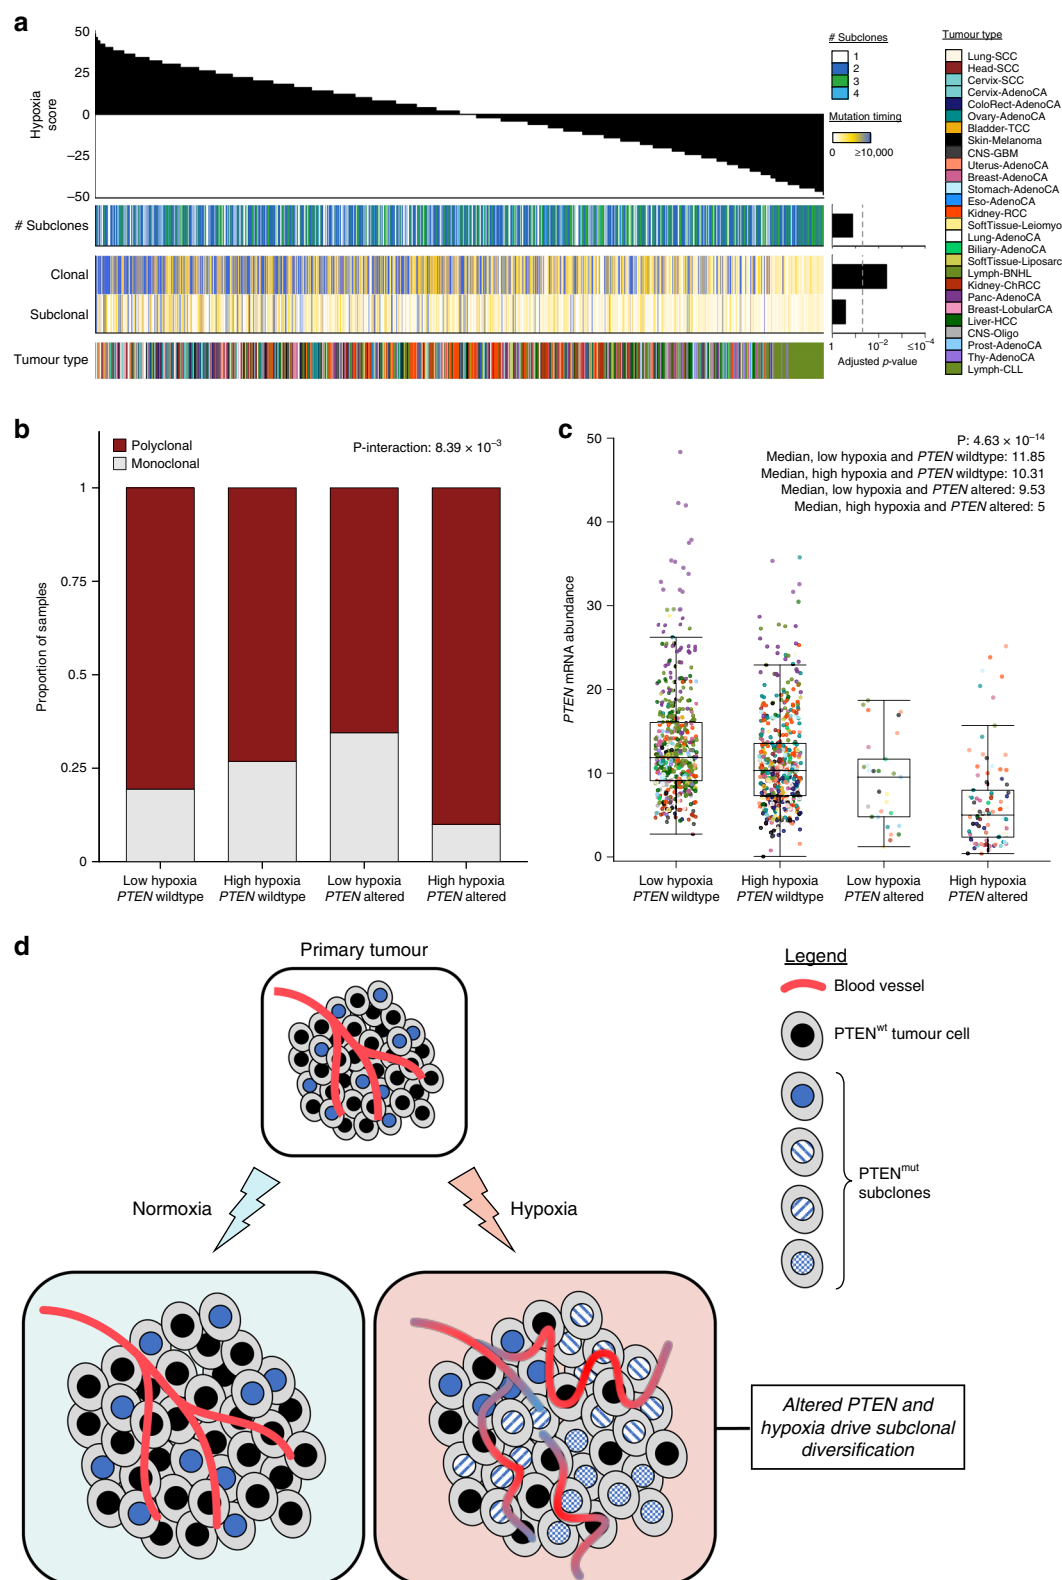 a
50
25
0
−25
−50
Hypoxia
score
# Subclones
Clonal
Subclonal
Tumour type
# Subclones
1
2
3
4
Mutation timing
0
≥10,000
1
10⁻²
≤10⁻⁴
Adjusted p-value
Tumour type
Lung-SCC
Head-SCC
Cervix-SCC
Cervix-AdenoCA
ColoRect-AdenoCA
Ovary-AdenoCA
Bladder-TCC
Skin-Melanoma
CNS-GBM
Uterus-AdenoCA
Breast-AdenoCA
Stomach-AdenoCA
Eso-AdenoCA
Kidney-RCC
SoftTissue-Leiomyo
Lung-AdenoCA
Biliary-AdenoCA
SoftTissue-Liposarc
Lymph-BNHL
Kidney-ChRCC
Panc-AdenoCA
Breast-LobularCA
Liver-HCC
CNS-Oligo
Prost-AdenoCA
Thy-AdenoCA
Lymph-CLL
b
Polyclonal
Monoclonal
P-interaction: 8.39 × 10⁻³
1
0.75
0.5
0.25
0
Proportion of samples
Low hypoxia
PTEN wildtype
High hypoxia
PTEN wildtype
Low hypoxia
PTEN altered
High hypoxia
PTEN altered
c
P: 4.63 × 10⁻¹⁴
Median, low hypoxia and PTEN wildtype: 11.85
Median, high hypoxia and PTEN wildtype: 10.31
Median, low hypoxia and PTEN altered: 9.53
Median, high hypoxia and PTEN altered: 5
50
40
30
20
10
0
PTEN mRNA abundance
Low hypoxia
PTEN wildtype
High hypoxia
PTEN wildtype
Low hypoxia
PTEN altered
High hypoxia
PTEN altered
d
Primary tumour
Normoxia
Hypoxia
Legend
Blood vessel
PTENʷᵗ tumour cell
PTENᵐᵘᵗ
subclones
Altered PTEN and
hypoxia drive subclonal
diversification